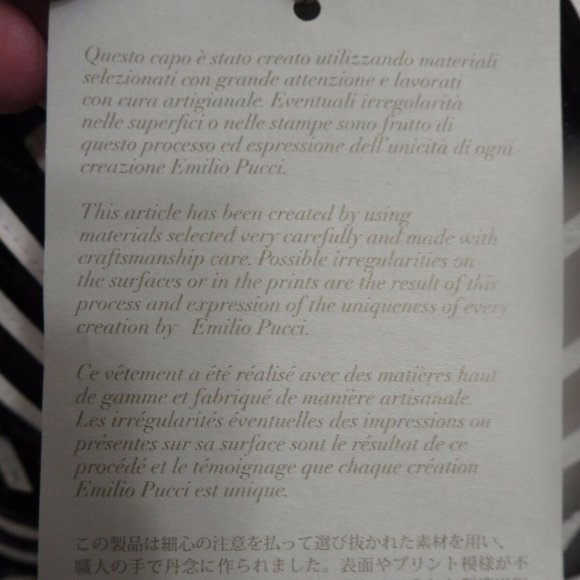 Questo capo è stato creato utilizzando materiali
selezionati con grande attenzione e lavorati
con cura artigianale. Eventuali irregolarità
nelle superfici o nelle stampe sono frutto di
questo processo ed espressione dell'unicità di ogni
creazione Emilio Pucci.
This article has been created by using
materials selected very carefully and made with
craftsmanship care. Possible irregularities on
the surfaces or in the prints are the result of this
process and expression of the uniqueness of every
creation by Emilio Pucci.
Ce vêtement a été réalisé avec des matières haut
de gamme et fabriqué de manière artisanale.
Les irrégularités éventuelles des impressions ou
présentes sur sa surface sont le résultat de ce
procédé et le témoignage que chaque création
Emilio Pucci est unique.
この製品は細心の注意を払って選び抜かれた素材を用い、
職人の手で丹念に作られました。表面やプリント模様が不